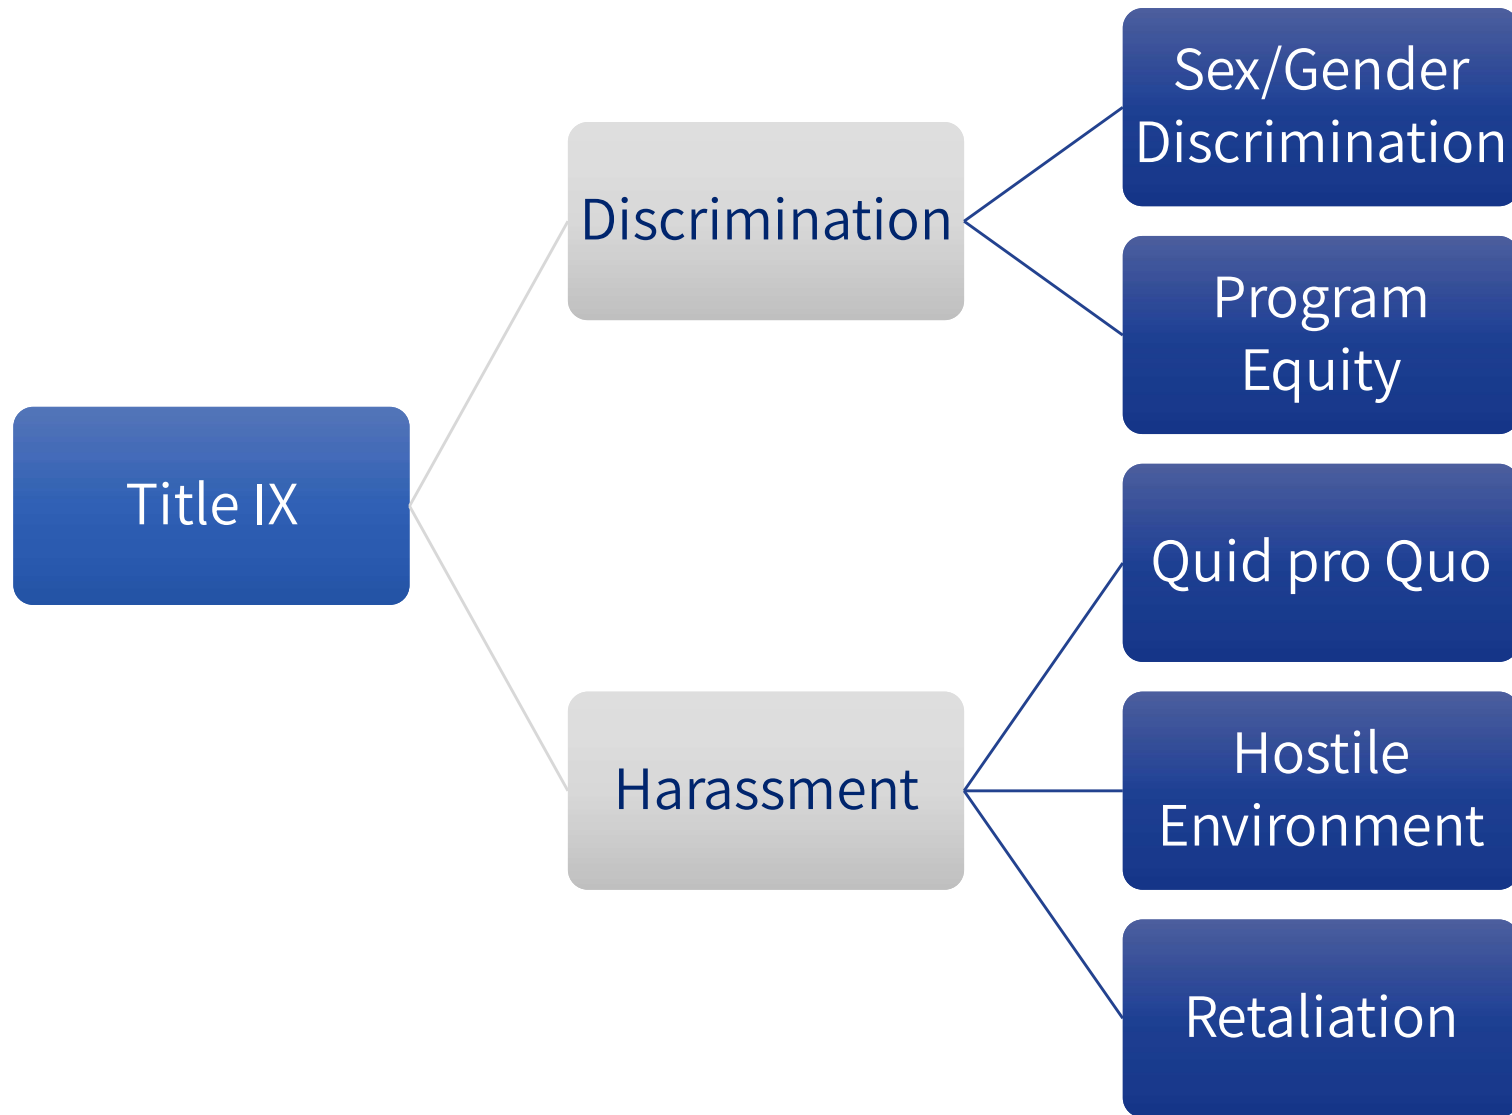 Title IX
Discrimination
Sex/Gender
Discrimination
Program
Equity
Harassment
Quid pro Quo
Hostile
Environment
Retaliation